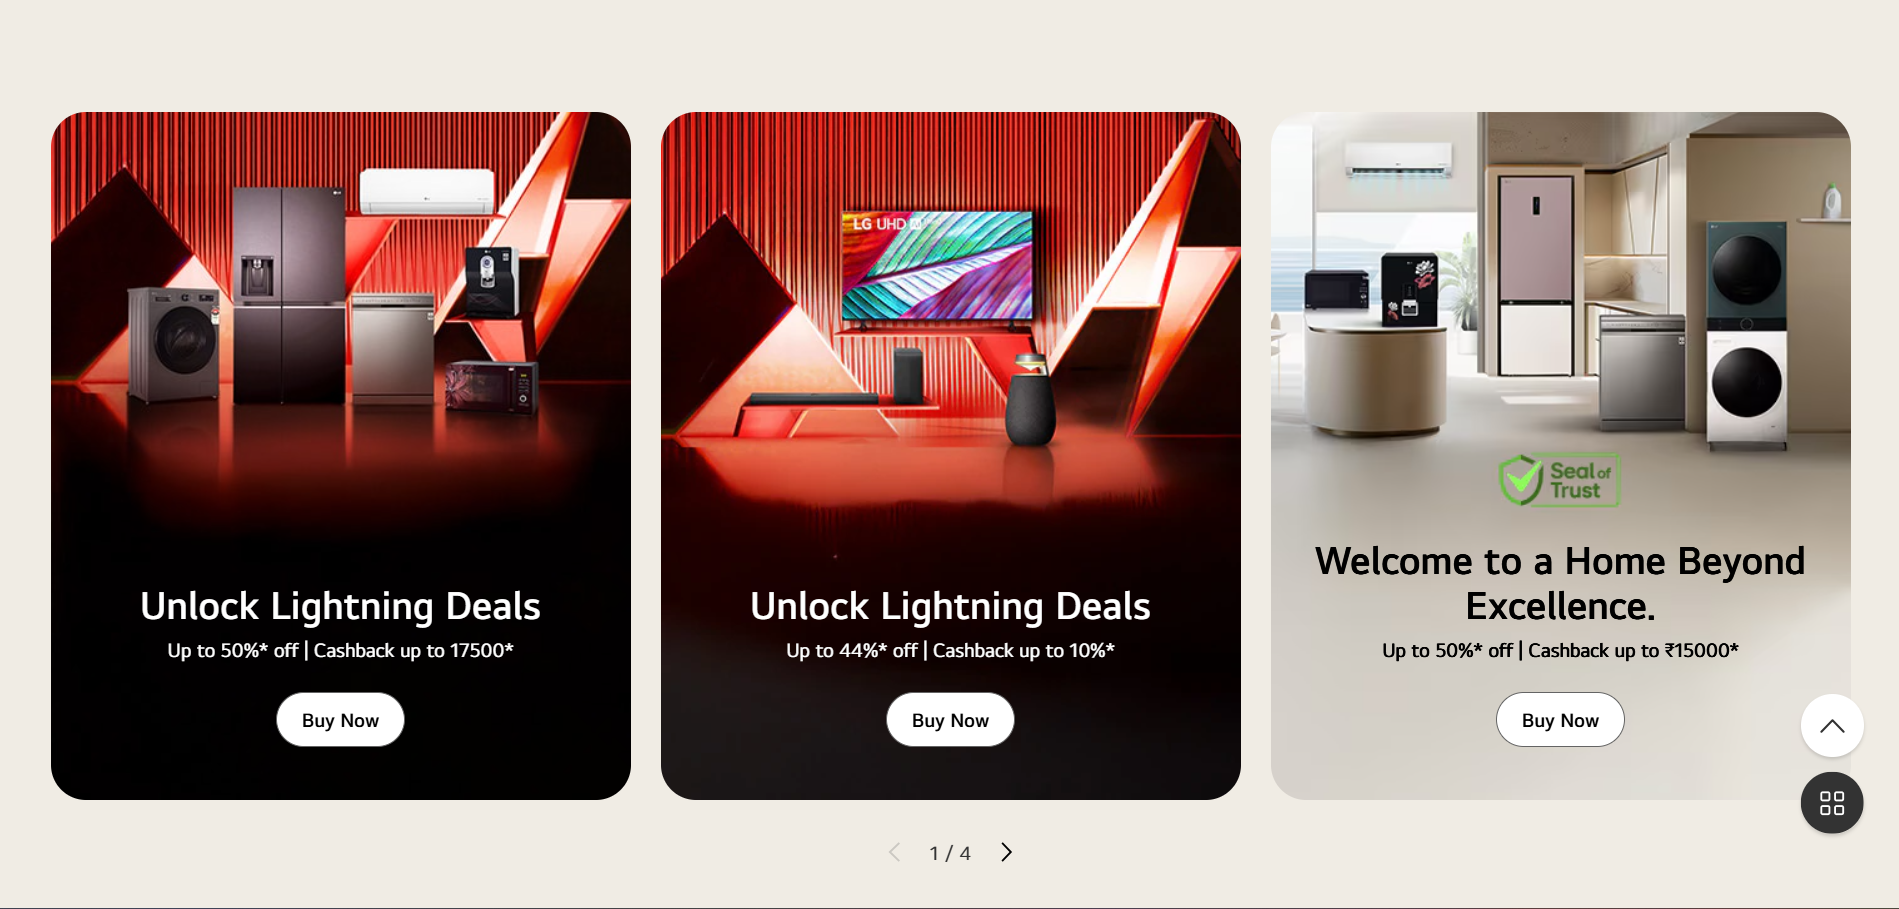 LG UHD
Unlock Lightning Deals
Up to 50%* off | Cashback up to 17500*
Buy Now
Unlock Lightning Deals
Up to 44%* off | Cashback up to 10%*
Buy Now
Seal of
Trust
Welcome to a Home Beyond
Excellence.
Up to 50%* off | Cashback up to ₹15000*
Buy Now
1 / 4